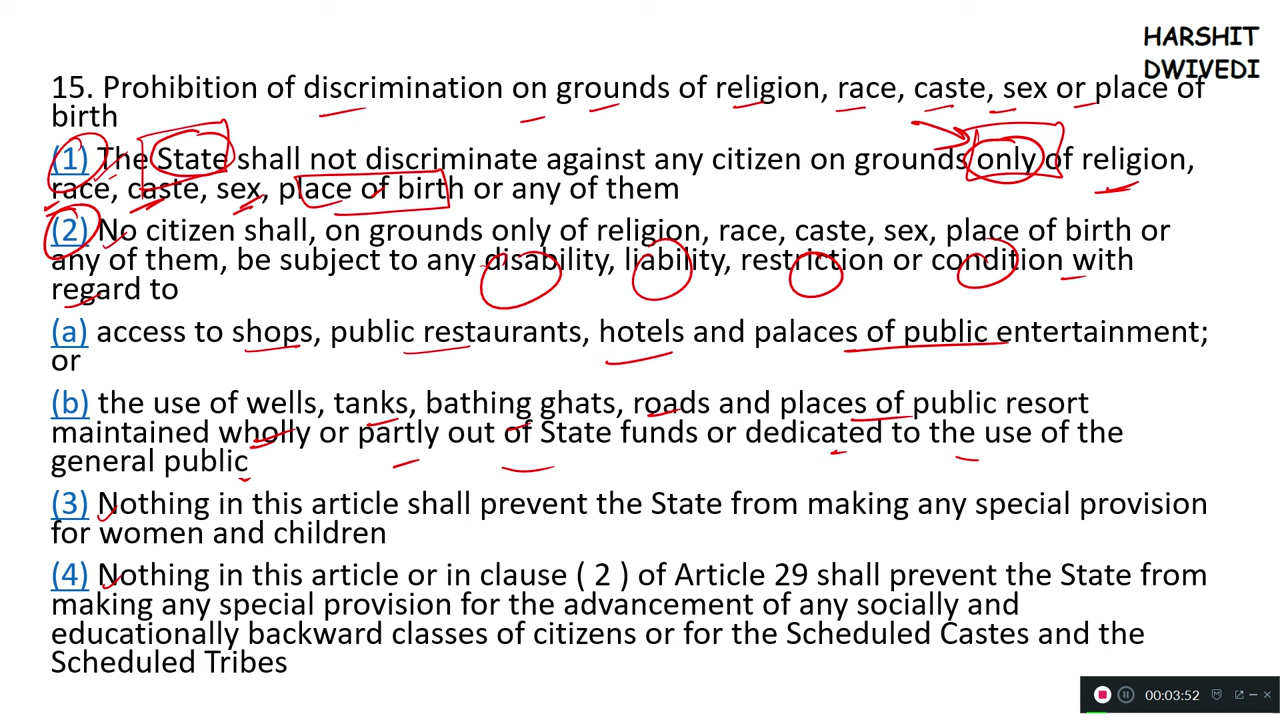 HARSHIT
DWIVEDI
15. Prohibition of discrimination on grounds of religion, race, caste, sex or place of
birth
(1) The State shall not discriminate against any citizen on grounds only of religion,
race, caste, sex, place of birth or any of them
(2) No citizen shall, on grounds only of religion, race, caste, sex, place of birth or
any of them, be subject to any disability, liability, restriction or condition with
regard to
(a) access to shops, public restaurants, hotels and palaces of public entertainment;
or
(b) the use of wells, tanks, bathing ghats, roads and places of public resort
maintained wholly or partly out of State funds or dedicated to the use of the
general public
(3) Nothing in this article shall prevent the State from making any special provision
for women and children
(4) Nothing in this article or in clause ( 2 ) of Article 29 shall prevent the State from
making any special provision for the advancement of any socially and
educationally backward classes of citizens or for the Scheduled Castes and the
Scheduled Tribes
00:03:52